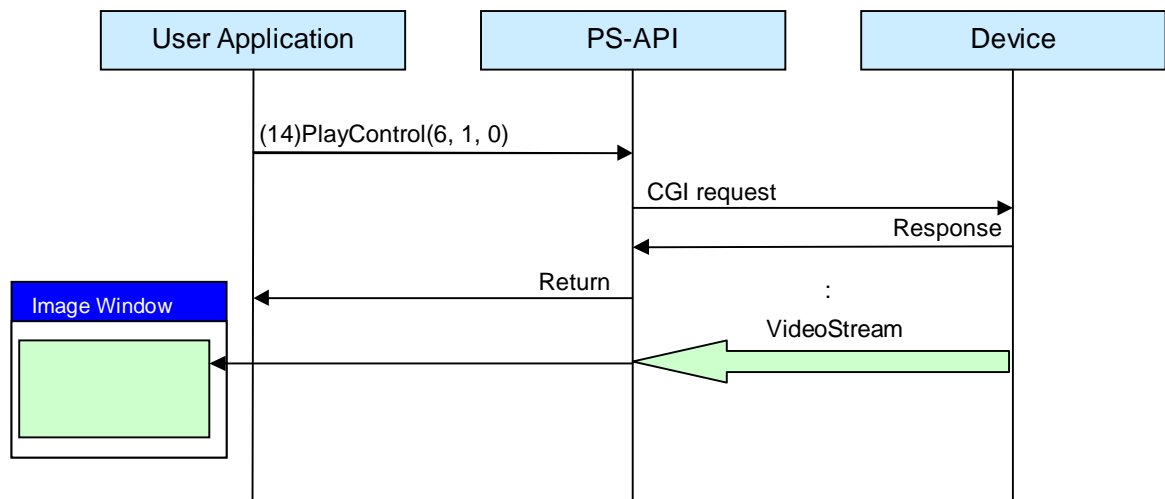 User Application
PS-API
Device
(14)PlayControl(6, 1, 0)
CGI request
Response
Return
:
Image Window
VideoStream